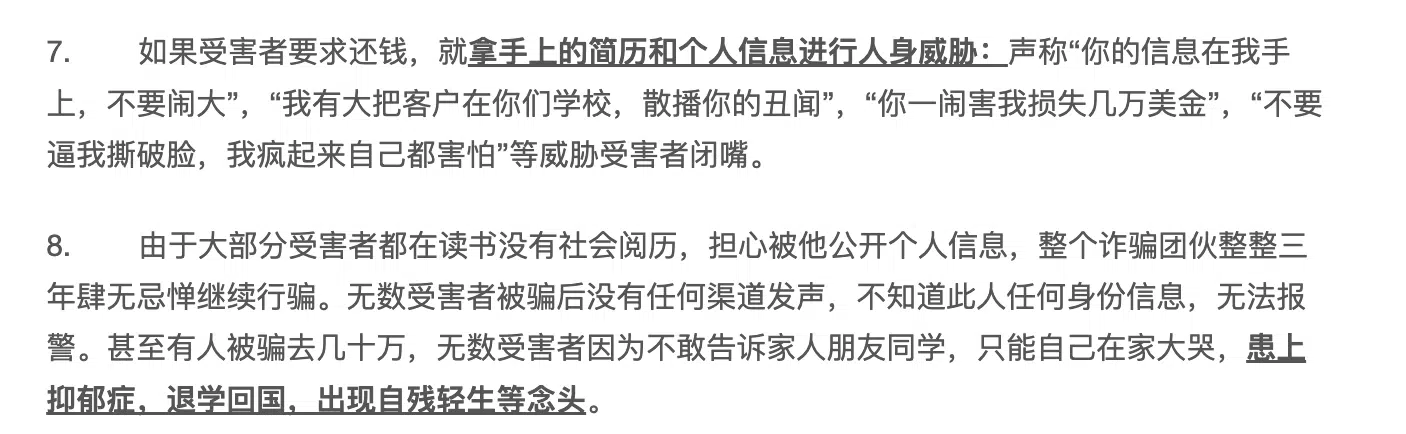 7. 如果受害者要求还钱，就拿手上的简历和个人信息进行人身威胁：声称“你的信息在我手
上，不要闹大”，“我有大把客户在你们学校，散播你的丑闻”，“你一闹害我损失几万美金”，“不要
逼我撕破脸，我疯起来自己都害怕”等威胁受害者闭嘴。
8. 由于大部分受害者都在读书没有社会阅历，担心被他公开个人信息，整个诈骗团伙整整三
年肆无忌惮继续行骗。无数受害者被骗后没有任何渠道发声，不知道此人任何身份信息，无法报
警。甚至有人被骗去几十万，无数受害者因为不敢告诉家人朋友同学，只能自己在家大哭，患上
抑郁症，退学回国，出现自残轻生等念头。